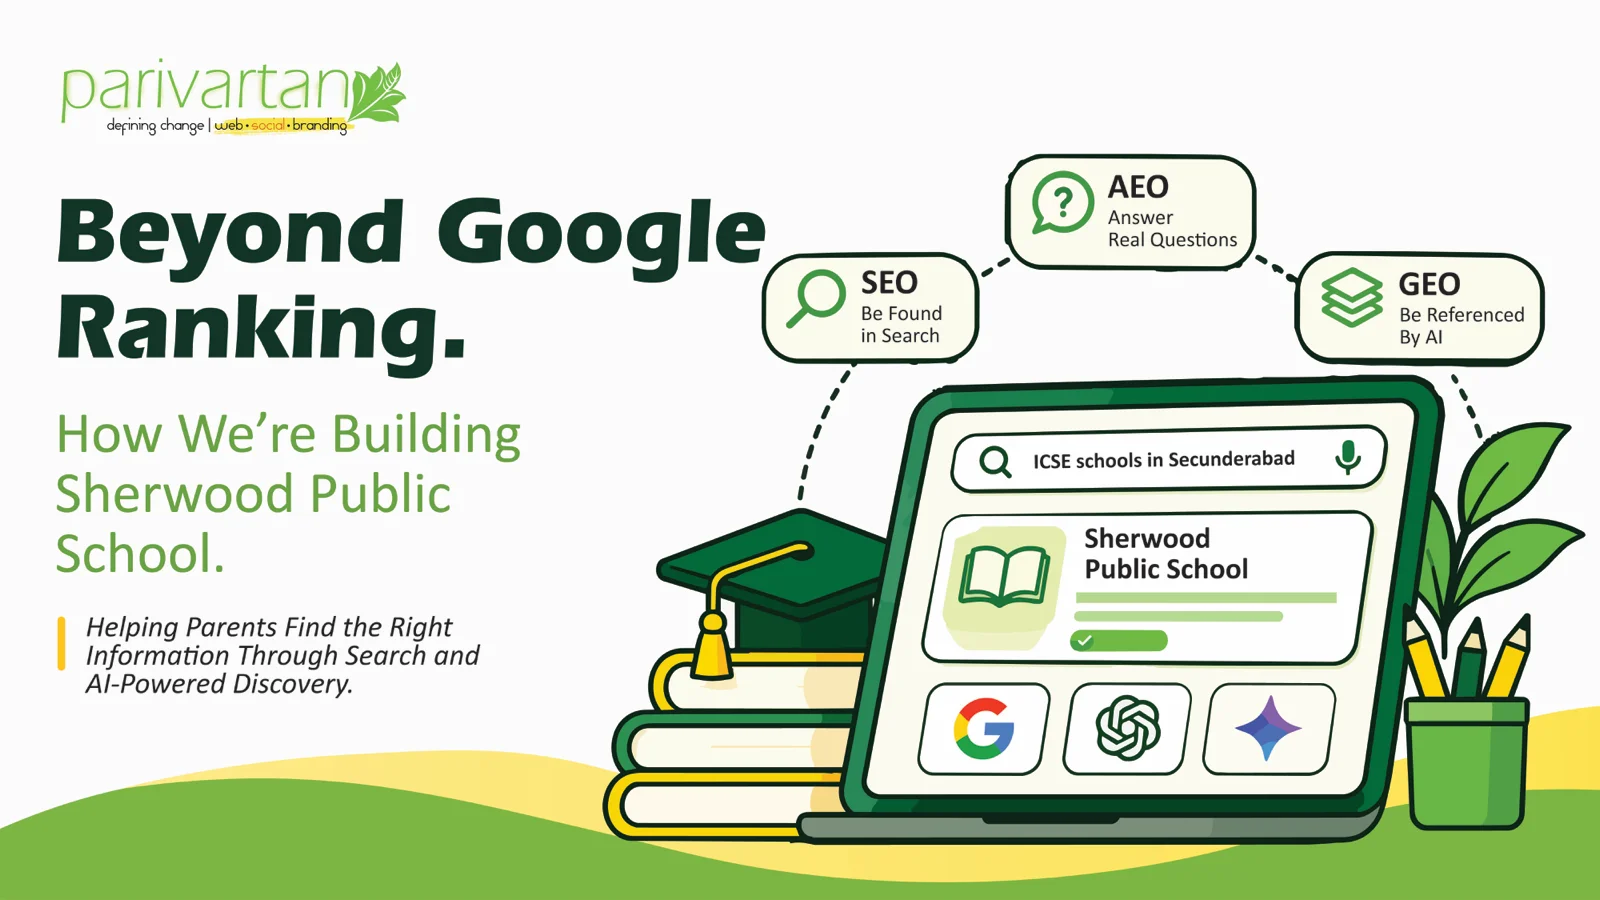 parivartan
defining change | web • social • branding
Beyond Google
Ranking.
How We’re Building
Sherwood Public
School.
Helping Parents Find the Right
Information Through Search and
AI-Powered Discovery.
SEO
Be Found
in Search
AEO
Answer
Real Questions
GEO
Be Referenced
By AI
ICSE schools in Secunderabad
Sherwood
Public School